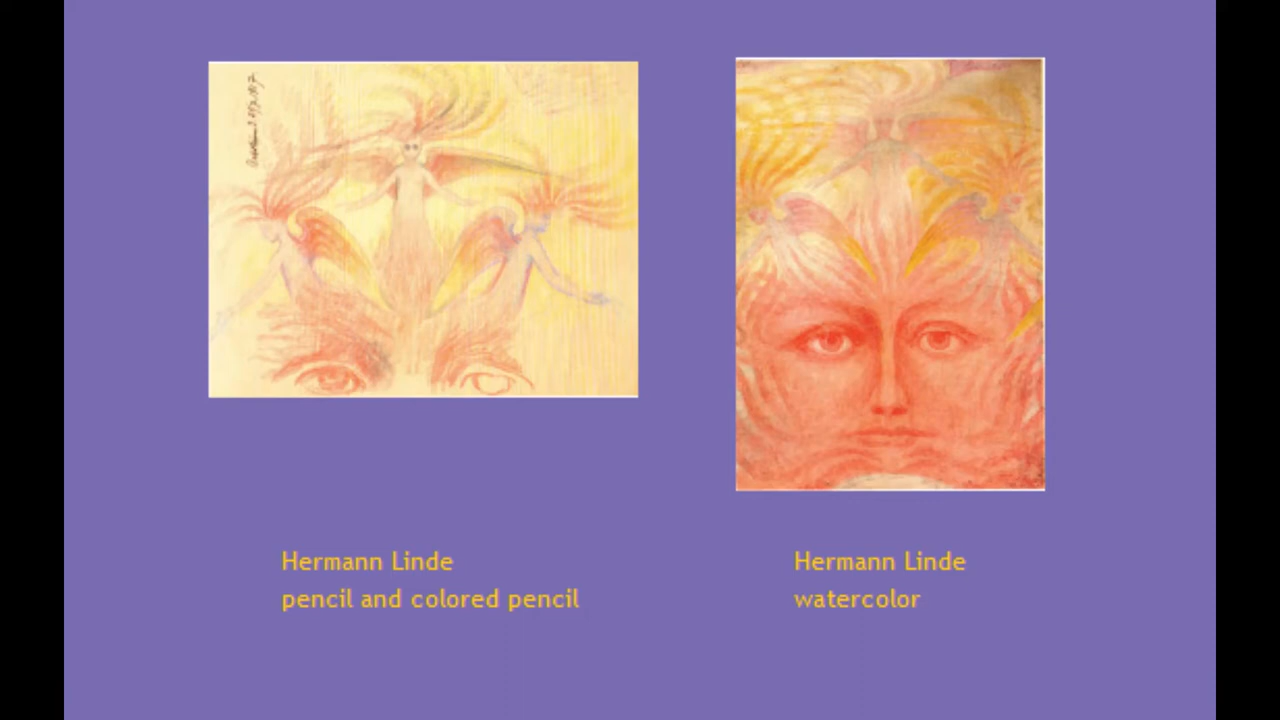 Hermann Linde
pencil and colored pencil
Hermann Linde
watercolor